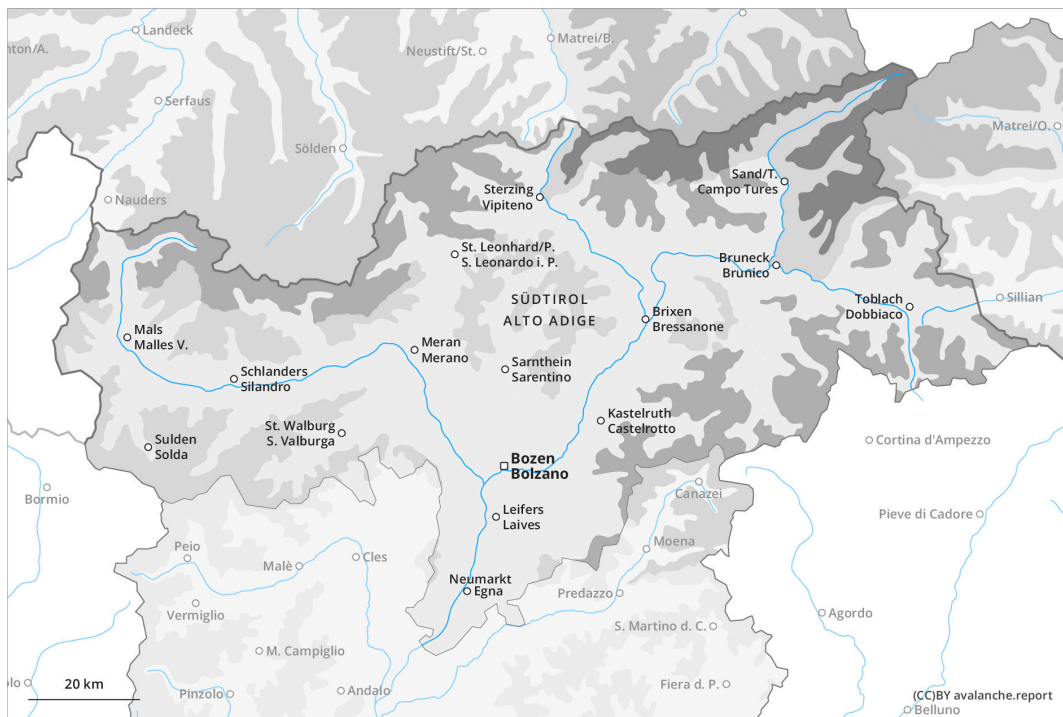 Landeck
nton/A.
Neustift/St.
Matrei/B.
Serfaus
Matrei/O.
Sölden
Sand/T.
Campo Tures
Sterzing
Vipiteno
Nauders
St. Leonhard/P.
S. Leonardo i. P.
Bruneck
Brunico
SÜDTIROL
ALTO ADIGE
Toblach
Dobbiaco
Sillian
Brixen
Bressanone
Mals
Malles V.
Meran
Merano
Sarnthein
Sarentino
Schlanders
Silandro
Kastelruth
Castelrotto
St. Walburg
S. Valburga
Sulden
Solda
Cortina d'Ampezzo
Bozen
Bolzano
Bormio
Canazei
Leifers
Laives
Pieve di Cadore
Moena
Peio
Malè
Cles
Neumarkt
Egna
Predazzo
Vermiglio
Agordo
S. Martino d. C.
M. Campiglio
olo
20 km
Pinzolo
Andalo
Fiera d. P.
(CC)BY avalanche.report
Belluno